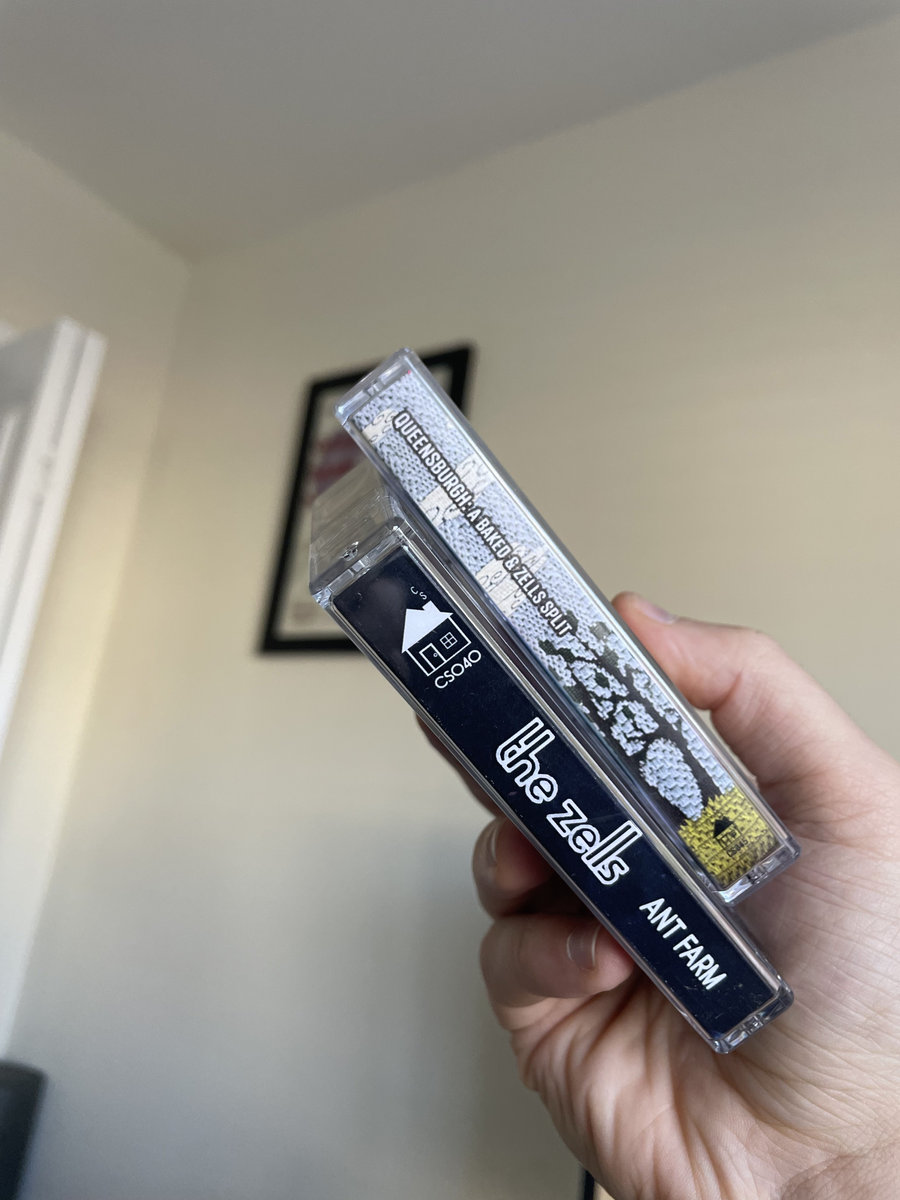 QUEENSBURGH: A BAKED & ZELLS SPLIT
CS
CS040
the zells
ANT FARM